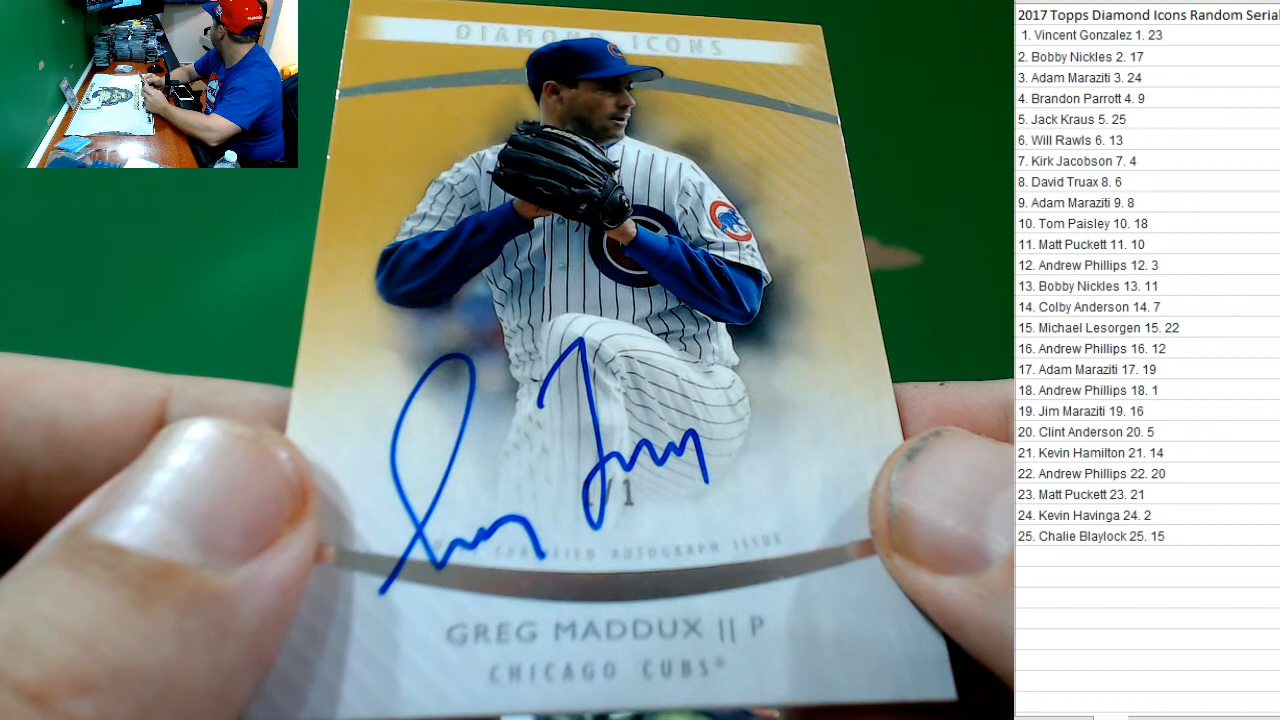 DIAMOND ICONS
/1
CERTIFIED AUTOGRAPH ISSUE
GREG MADDUX || P
CHICAGO CUBS®
2017 Topps Diamond Icons Random Serial
1. Vincent Gonzalez 1. 23
2. Bobby Nickles 2. 17
3. Adam Maraziti 3. 24
4. Brandon Parrott 4. 9
5. Jack Kraus 5. 25
6. Will Rawls 6. 13
7. Kirk Jacobson 7. 4
8. David Truax 8. 6
9. Adam Maraziti 9. 8
10. Tom Paisley 10. 18
11. Matt Puckett 11. 10
12. Andrew Phillips 12. 3
13. Bobby Nickles 13. 11
14. Colby Anderson 14. 7
15. Michael Lesorgen 15. 22
16. Andrew Phillips 16. 12
17. Adam Maraziti 17. 19
18. Andrew Phillips 18. 1
19. Jim Maraziti 19. 16
20. Clint Anderson 20. 5
21. Kevin Hamilton 21. 14
22. Andrew Phillips 22. 20
23. Matt Puckett 23. 21
24. Kevin Havinga 24. 2
25. Chalie Blaylock 25. 15